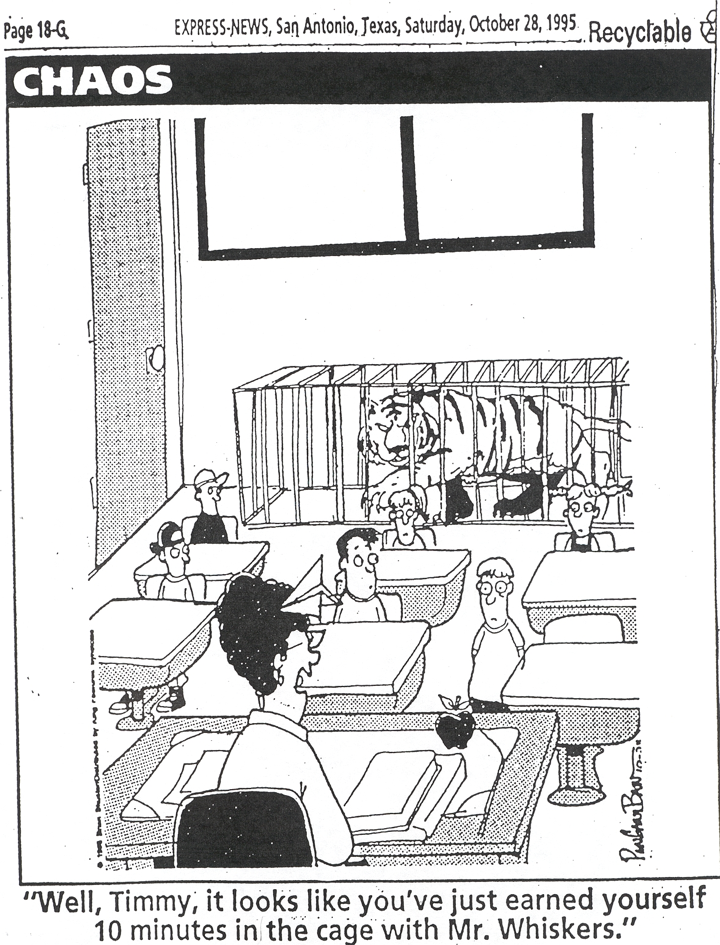 Page 18-G,
EXPRESS-NEWS, San Antonio, Texas, Saturday, October 28, 1995
Recyclable
CHAOS
"Well, Timmy, it looks like you've just earned yourself
10 minutes in the cage with Mr. Whiskers."